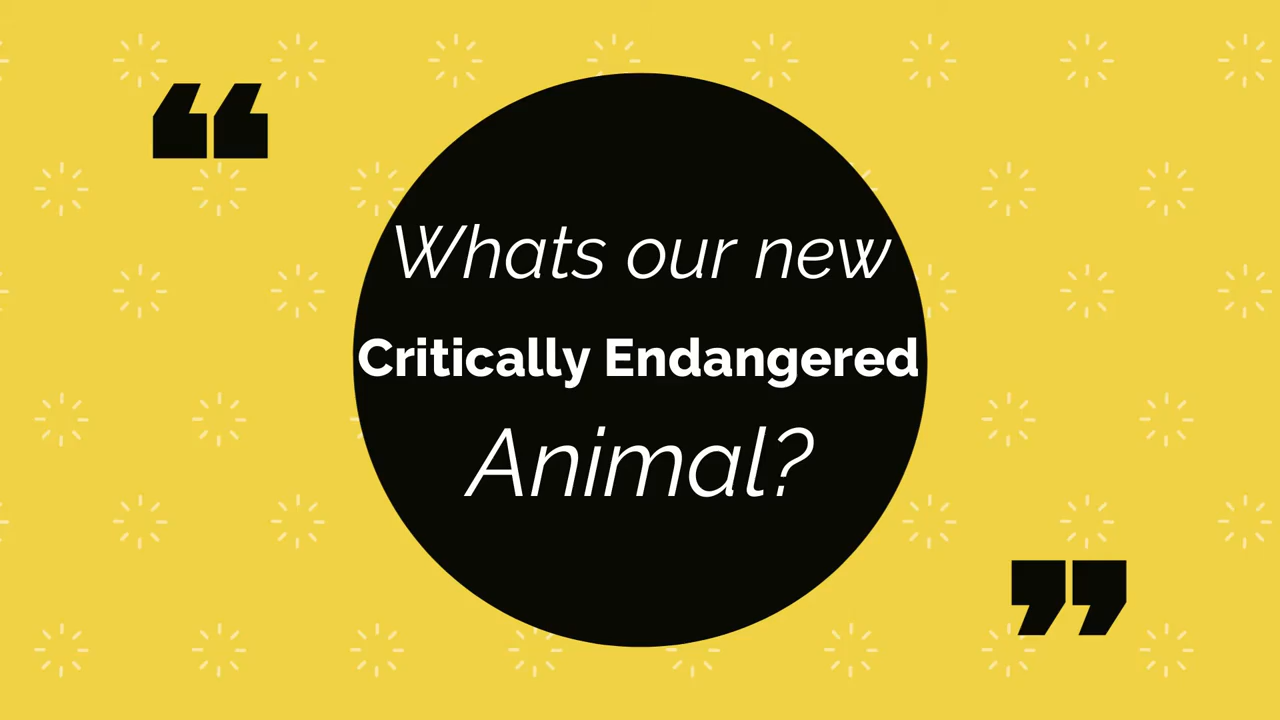 “
Whats our new
Critically Endangered
Animal?
”